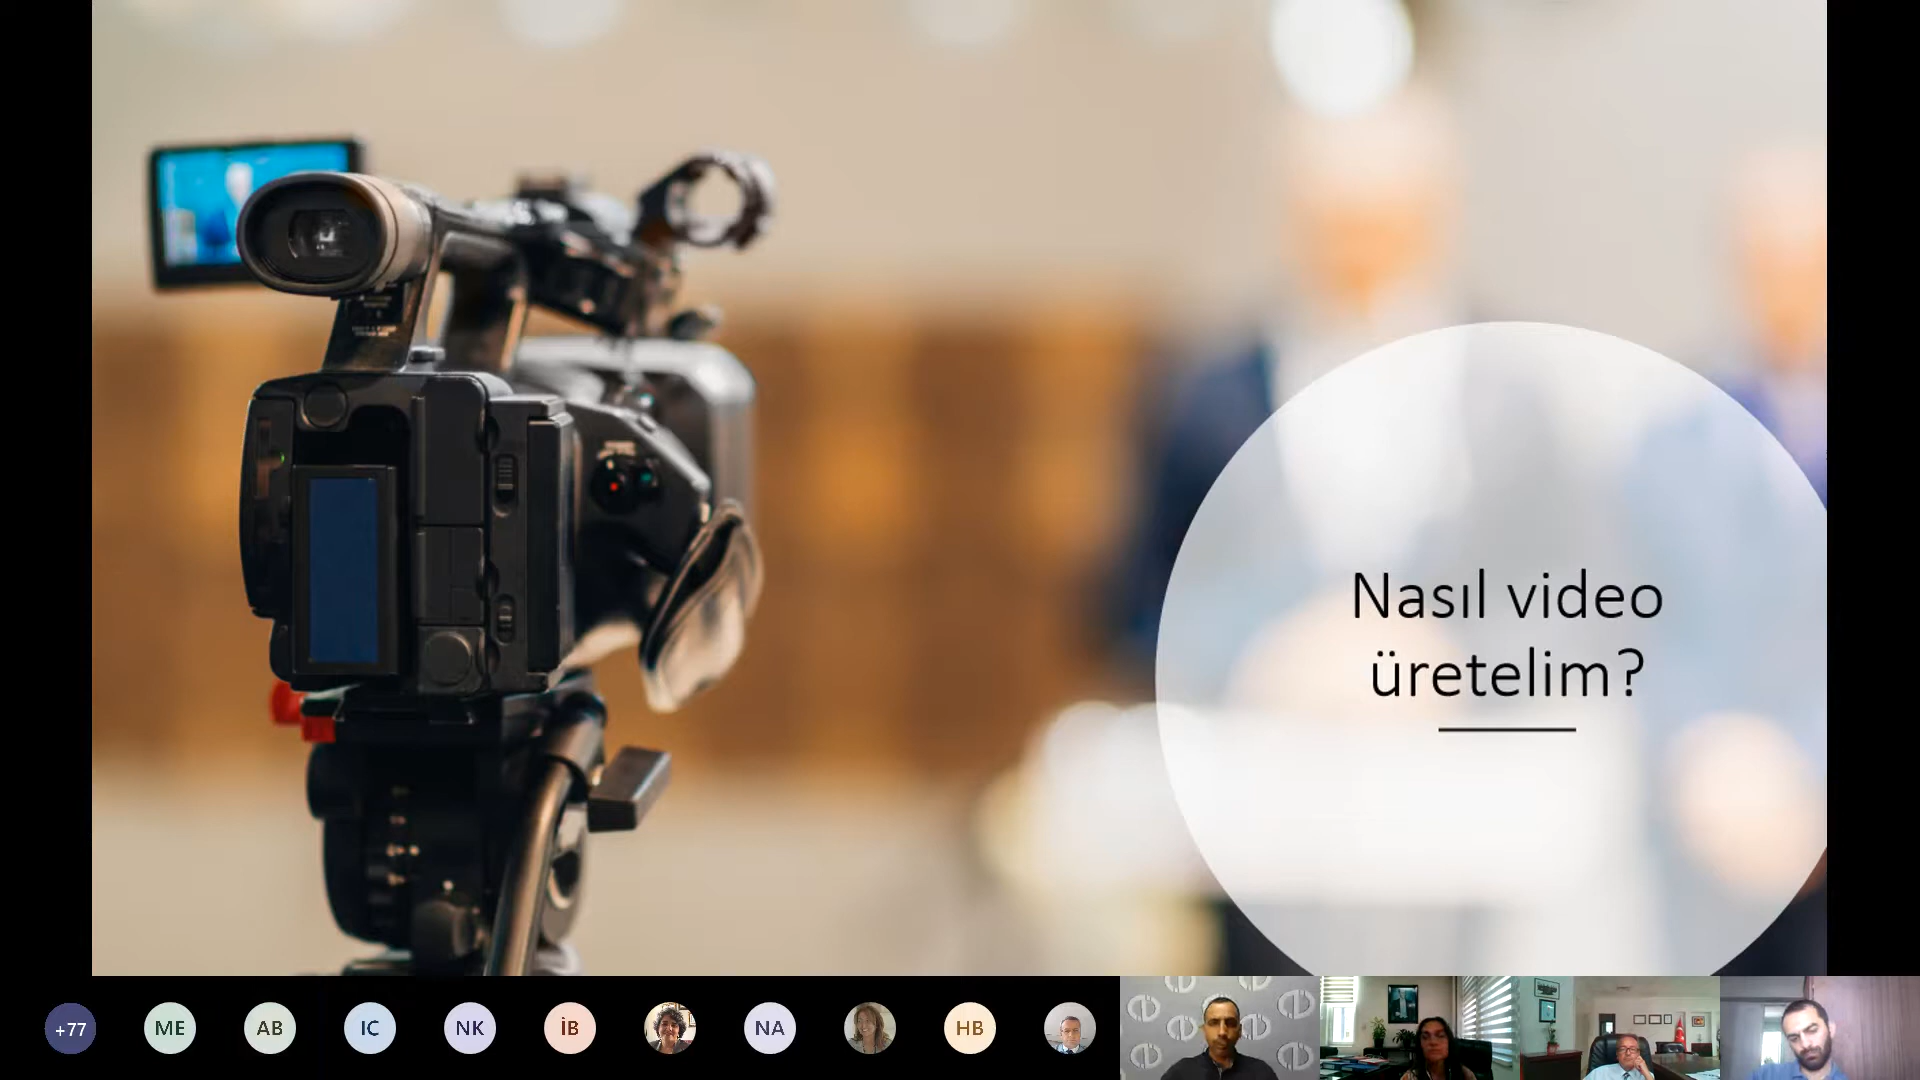 Nasıl video
üretelim?
+77
ME
AB
IC
NK
İB
NA
HB